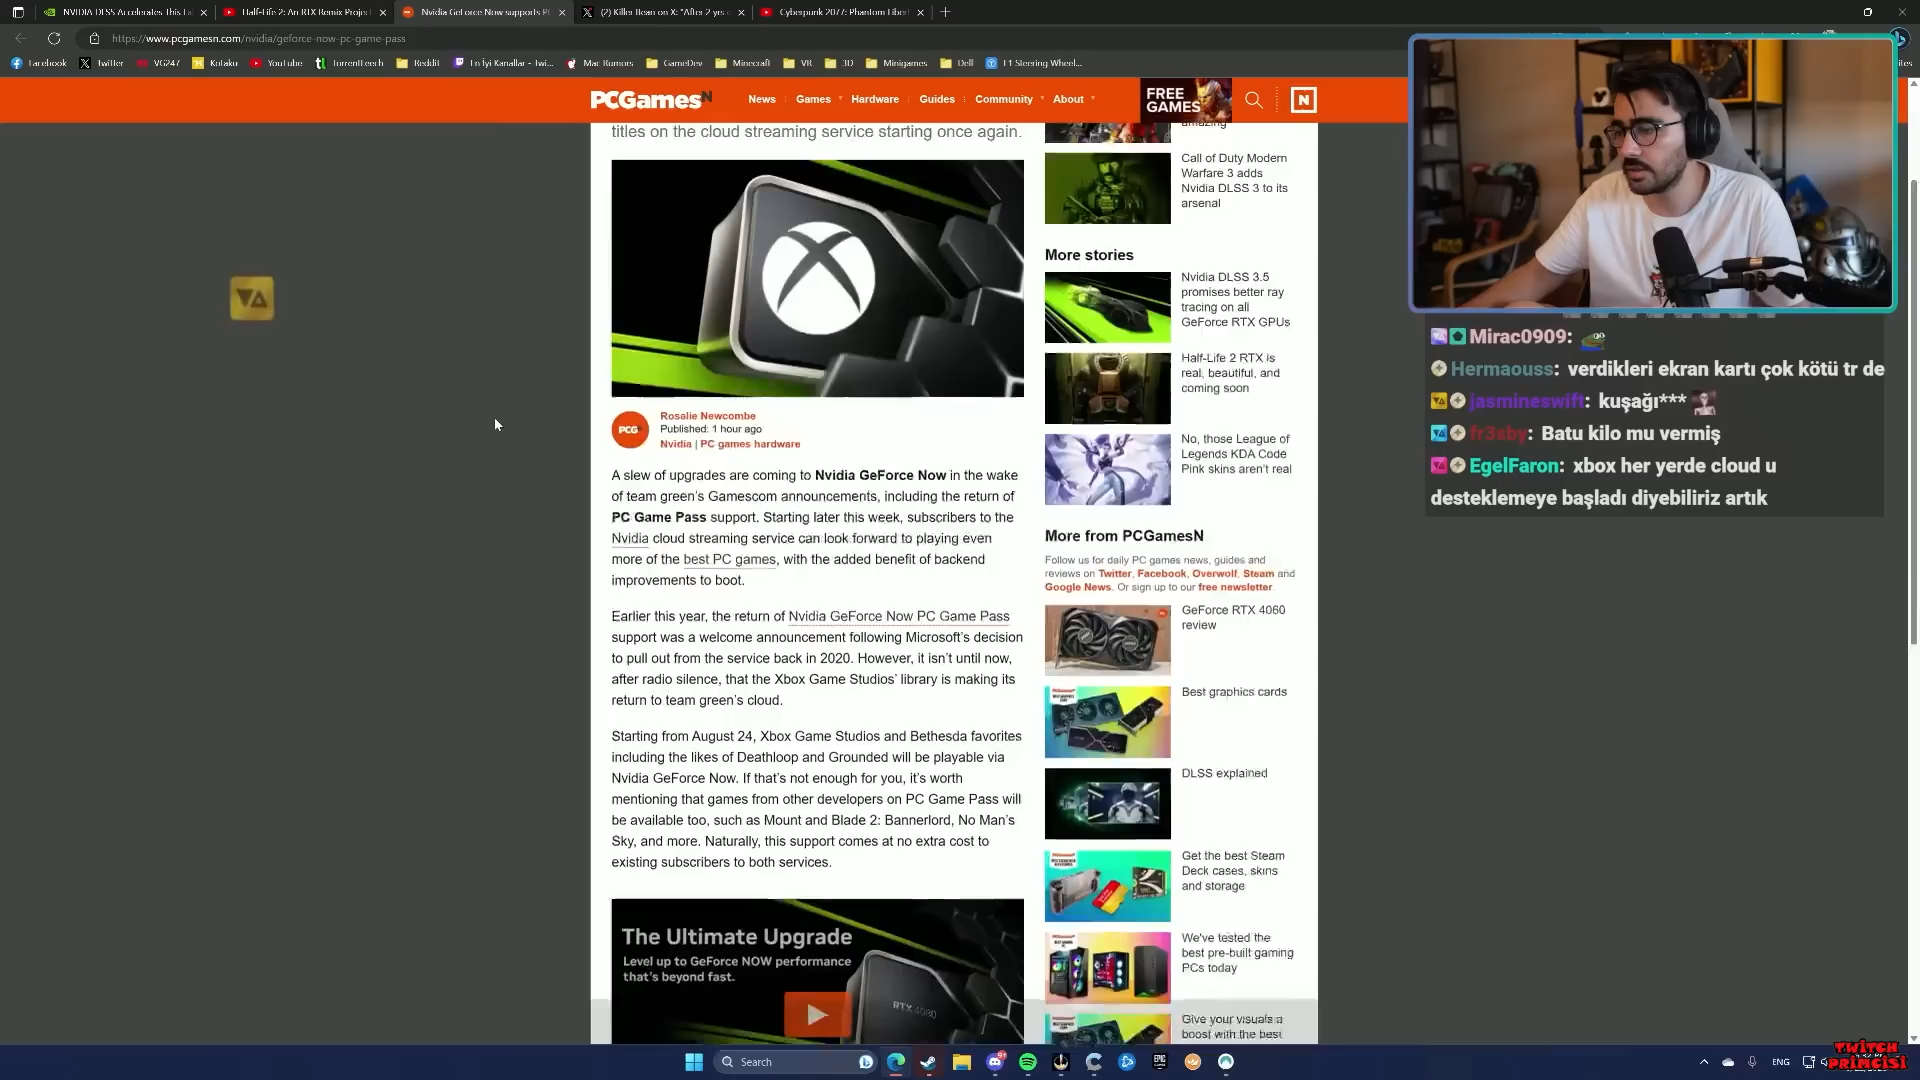 NVIDIA DLSS Accelerates This La
Half-Life 2: An RTX Remix Project
Nvidia GeForce Now supports PC
(2) Killer Bean on X: "After 2 yrs
Cyberpunk 2077: Phantom Liber
https://www.pcgamesn.com/nvidia/geforce-now-pc-game-pass
Facebook
Twitter
VG247
Kotaku
YouTube
TorrentLeech
Reddit
En İyi Kanallar - Twi...
Mac Rumors
GameDev
Minecraft
VR
3D
Minigames
Dell
F1 Steering Wheel...
PCGamesN
News
Games
Hardware
Guides
Community
About
FREE
GAMES
N
titles on the cloud streaming service starting once again.
PCG
Rosalie Newcombe
Published: 1 hour ago
Nvidia | PC games hardware
A slew of upgrades are coming to Nvidia GeForce Now in the wake
of team green's Gamescom announcements, including the return of
PC Game Pass support. Starting later this week, subscribers to the
Nvidia cloud streaming service can look forward to playing even
more of the best PC games, with the added benefit of backend
improvements to boot.
Earlier this year, the return of Nvidia GeForce Now PC Game Pass
support was a welcome announcement following Microsoft's decision
to pull out from the service back in 2020. However, it isn't until now,
after radio silence, that the Xbox Game Studios' library is making its
return to team green's cloud.
Starting from August 24, Xbox Game Studios and Bethesda favorites
including the likes of Deathloop and Grounded will be playable via
Nvidia GeForce Now. If that's not enough for you, it's worth
mentioning that games from other developers on PC Game Pass will
be available too, such as Mount and Blade 2: Bannerlord, No Man's
Sky, and more. Naturally, this support comes at no extra cost to
existing subscribers to both services.
The Ultimate Upgrade
Level up to GeForce NOW performance
that's beyond fast.
RTX 4080
amazing
Call of Duty Modern
Warfare 3 adds
Nvidia DLSS 3 to its
arsenal
More stories
Nvidia DLSS 3.5
promises better ray
tracing on all
GeForce RTX GPUs
Half-Life 2 RTX is
real, beautiful, and
coming soon
No, those League of
Legends KDA Code
Pink skins aren't real
More from PCGamesN
Follow us for daily PC games news, guides and
reviews on Twitter, Facebook, Overwolf, Steam and
Google News. Or sign up to our free newsletter.
GeForce RTX 4060
review
Best graphics cards
DLSS explained
Get the best Steam
Deck cases, skins
and storage
We've tested the
best pre-built gaming
PCs today
Give your visuals a
boost with the best
Mirac0909:
Hermaouss: verdikleri ekran kartı çok kötü tr de
jasmineswift: kuşağı***
fr3sby: Batu kilo mu vermiş
EgelFaron: xbox her yerde cloud u
desteklemeye başladı diyebiliriz artık
Search
ENG
TWITCH
PRIMCISI